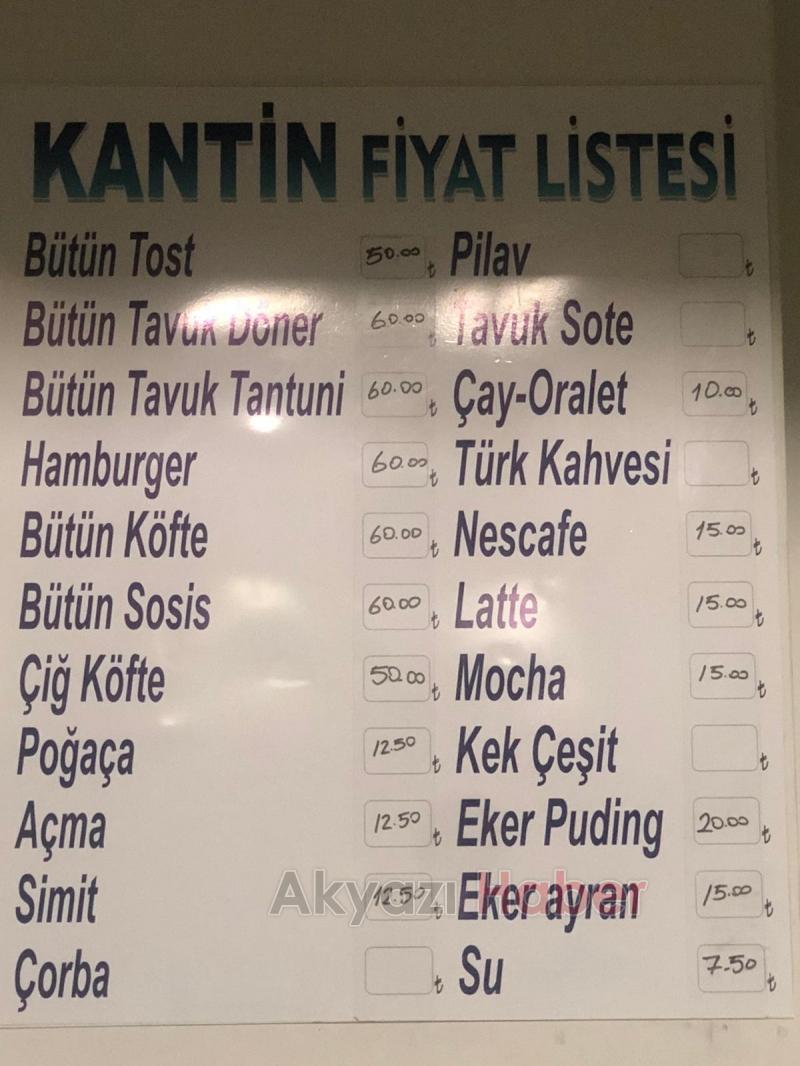 KANTİN FİYAT LİSTESİ
Bütün Tost 50.00 ₺
Bütün Tavuk Döner 60.00 ₺
Bütün Tavuk Tantuni 60.00 ₺
Hamburger 60.00 ₺
Bütün Köfte 60.00 ₺
Bütün Sosis 60.00 ₺
Çiğ Köfte 50.00 ₺
Poğaça 12.50 ₺
Açma 12.50 ₺
Simit 12.50 ₺
Çorba ₺
Pilav ₺
Tavuk Sote ₺
Çay-Oralet 10.00 ₺
Türk Kahvesi ₺
Nescafe 15.00 ₺
Latte 15.00 ₺
Mocha 15.00 ₺
Kek Çeşit ₺
Eker Puding 20.00 ₺
Eker ayran 15.00 ₺
Su 7.50 ₺
Akyazı Haber